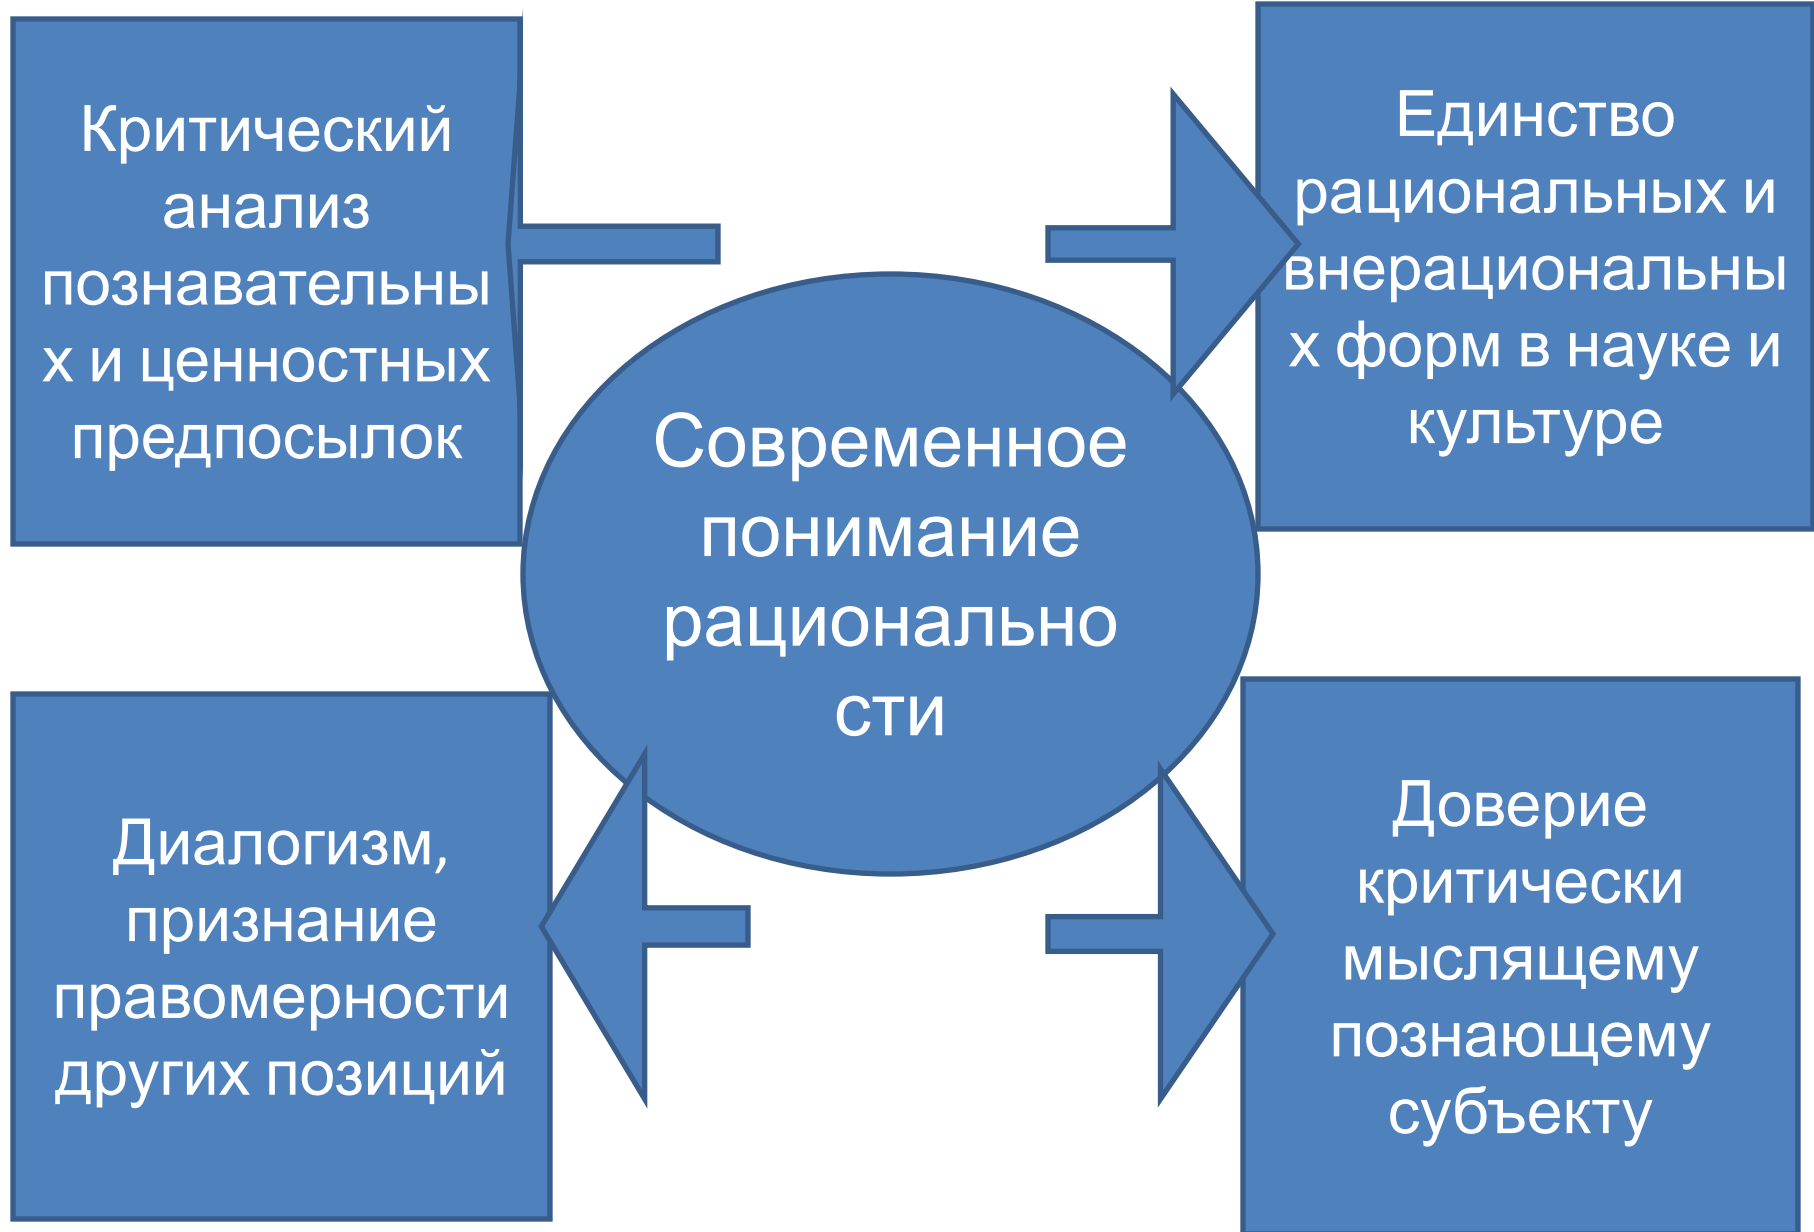 Критический
анализ
познавательны
х и ценностных
предпосылок
Единство
рациональных и
внерациональны
х форм в науке и
культуре
Современное
понимание
рационально
сти
Диалогизм,
признание
правомерности
других позиций
Доверие
критически
мыслящему
познающему
субъекту